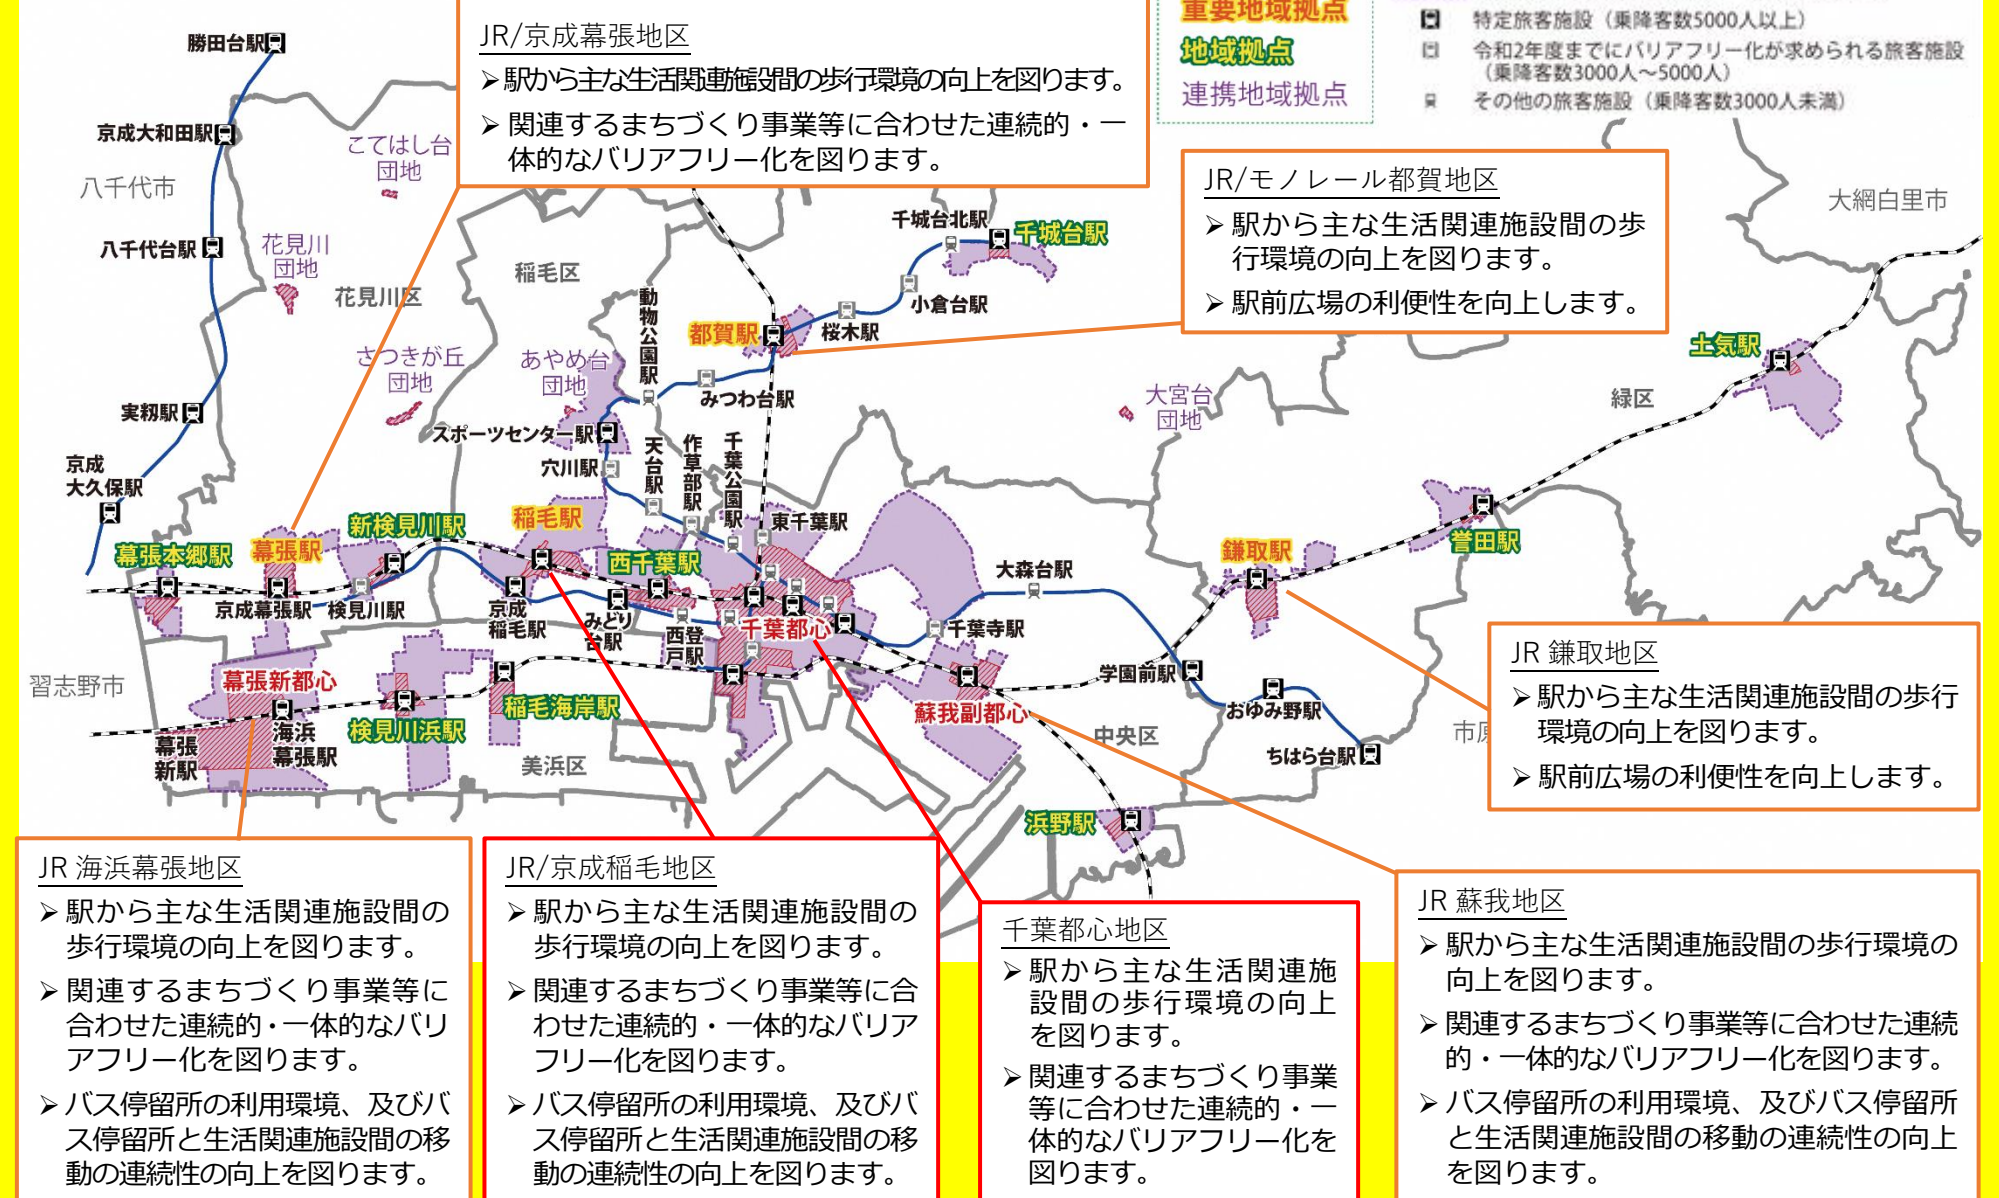 重要地域拠点
地域拠点
連携地域拠点
特定旅客施設（乗降客数5000人以上）
令和2年度までにバリアフリー化が求められる旅客施設
（乗降客数3000人～5000人）
その他の旅客施設（乗降客数3000人未満）
JR/京成幕張地区
➢駅から主な生活関連施設間の歩行環境の向上を図ります。
➢関連するまちづくり事業等に合わせた連続的・一
体的なバリアフリー化を図ります。
JR/モノレール都賀地区
➢駅から主な生活関連施設間の歩
行環境の向上を図ります。
➢駅前広場の利便性を向上します。
勝田台駅
京成大和田駅
八千代市
こてはし台
団地
八千代台駅
花見川
団地
花見川区
稲毛区
動物公園駅
千城台北駅
千城台駅
小倉台駅
桜木駅
都賀駅
みつわ台駅
大網白里市
土気駅
緑区
さつきが丘
団地
あやめ台
団地
大宮台
団地
実籾駅
スポーツセンター駅
穴川駅
天台駅
作草部駅
千葉公園駅
京成
大久保駅
東千葉駅
幕張本郷駅
幕張駅
新検見川駅
稲毛駅
西千葉駅
京成幕張駅
検見川駅
京成
稲毛駅
みどり
台駅
西登
戸駅
千葉都心
大森台駅
千葉寺駅
鎌取駅
誉田駅
習志野市
幕張新都心
海浜
幕張駅
幕張
新駅
検見川浜駅
稲毛海岸駅
美浜区
蘇我副都心
学園前駅
おゆみ野駅
ちはら台駅
中央区
浜野駅
市原
JR 鎌取地区
➢駅から主な生活関連施設間の歩行
環境の向上を図ります。
➢駅前広場の利便性を向上します。
JR 海浜幕張地区
➢駅から主な生活関連施設間の
歩行環境の向上を図ります。
➢関連するまちづくり事業等に
合わせた連続的・一体的なバリ
アフリー化を図ります。
➢バス停留所の利用環境、及びバ
ス停留所と生活関連施設間の移
動の連続性の向上を図ります。
JR/京成稲毛地区
➢駅から主な生活関連施設間の
歩行環境の向上を図ります。
➢関連するまちづくり事業等に合
わせた連続的・一体的なバリア
フリー化を図ります。
➢バス停留所の利用環境、及びバ
ス停留所と生活関連施設間の移
動の連続性の向上を図ります。
千葉都心地区
➢駅から主な生活関連施
設間の歩行環境の向上
を図ります。
➢関連するまちづくり事業
等に合わせた連続的・一
体的なバリアフリー化を
図ります。
JR 蘇我地区
➢駅から主な生活関連施設間の歩行環境の
向上を図ります。
➢関連するまちづくり事業等に合わせた連続
的・一体的なバリアフリー化を図ります。
➢バス停留所の利用環境、及びバス停留所
と生活関連施設間の移動の連続性の向上
を図ります。